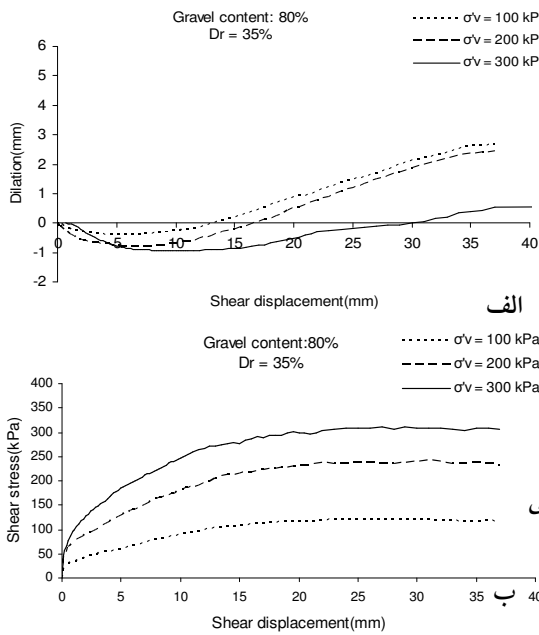 Gravel content: 80%
Dr = 35%
σ'v = 100 kP
σ'v = 200 kP
σ'v = 300 kP
Dilation(mm)
6
5
4
3
2
1
0
-1
-2
0 5 10 15 20 25 30 35 40
Shear displacement(mm)
الف
Gravel content:80%
Dr = 35%
σ'v = 100 kPa
σ'v = 200 kPa
σ'v = 300 kPa
Shear stress(kPa)
400
350
300
250
200
150
100
50
0
0 5 10 15 20 25 30 35 40
Shear displacement(mm)
ب